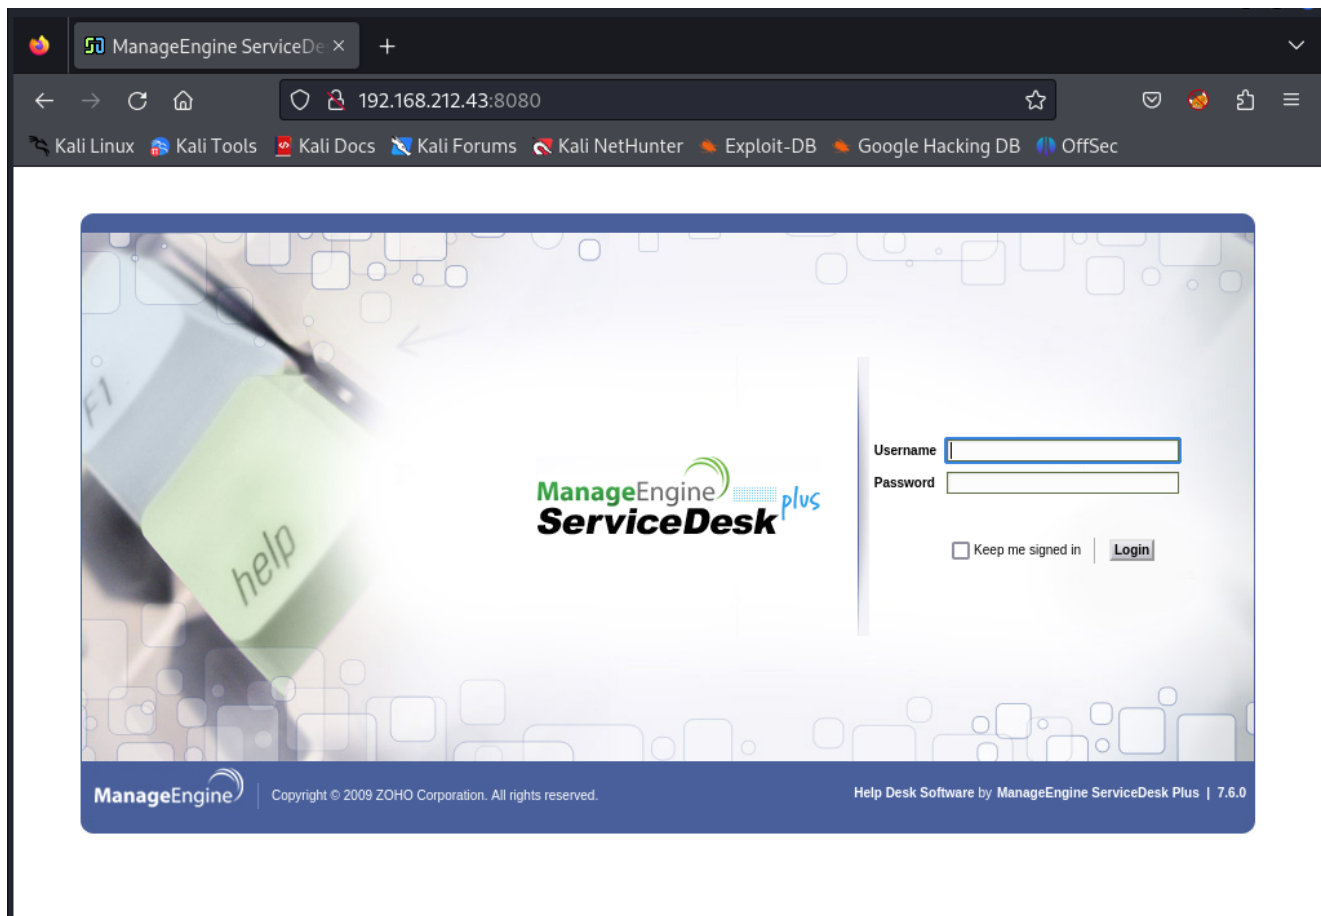 ManageEngine ServiceDe
192.168.212.43:8080
Kali Linux Kali Tools Kali Docs Kali Forums Kali NetHunter Exploit-DB Google Hacking DB OffSec
F1
help
ManageEngine
ServiceDesk plus
Username
Password
Keep me signed in Login
ManageEngine Copyright © 2009 ZOHO Corporation. All rights reserved. Help Desk Software by ManageEngine ServiceDesk Plus | 7.6.0